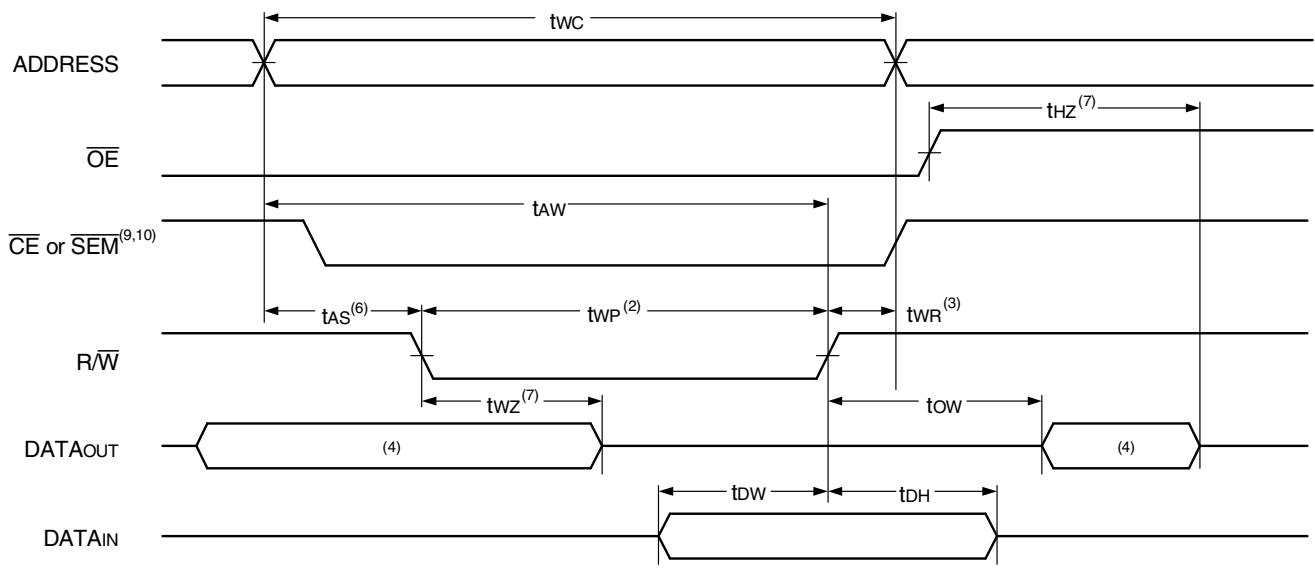 tWC
ADDRESS
tHZ(7)
OE
tAW
CE or SEM(9,10)
tAS(6) tWP(2) tWR(3)
R/W
tWZ(7) tOW
DATAOUT (4) (4)
tDW tDH
DATAIN